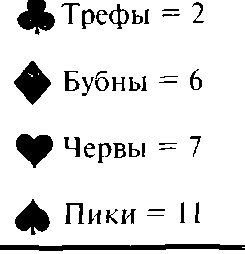 ♣ Трефы = 2
♦ Бубны = 6
♥ Червы = 7
♠ Пики = 11